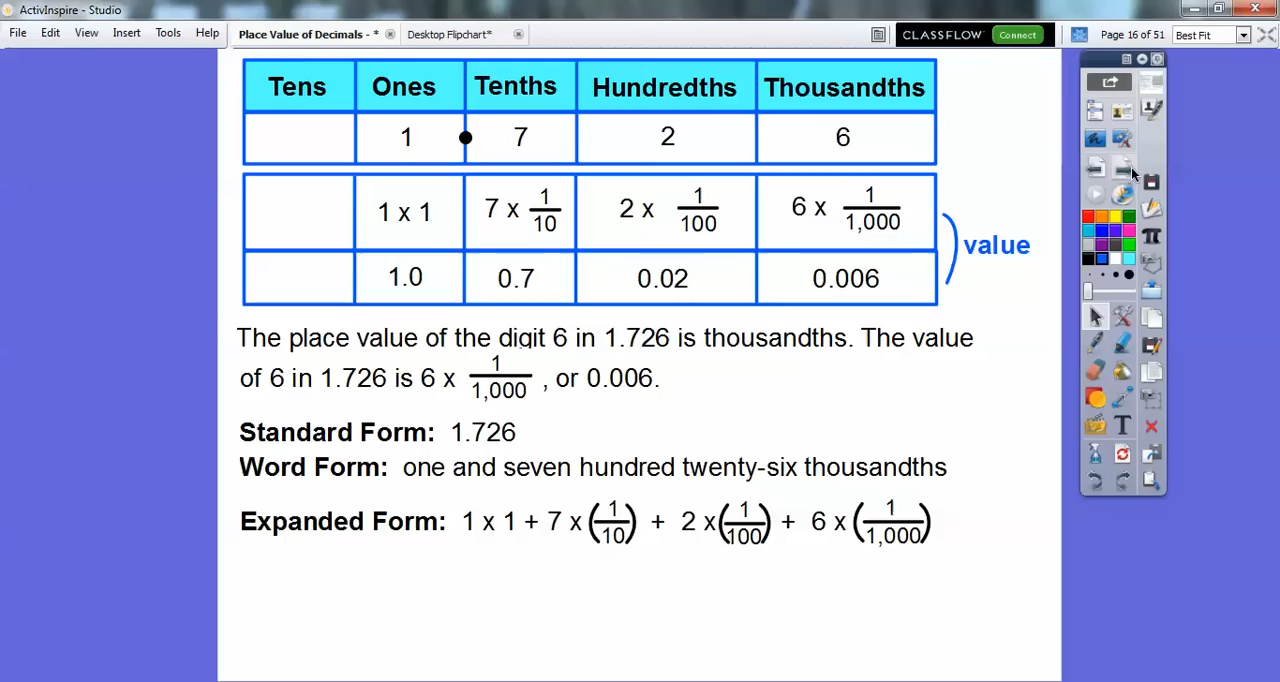 ActivInspire - Studio
File Edit View Insert Tools Help Place Value of Decimals - * Desktop Flipchart* CLASSFLOW Connect Page 16 of 51 Best Fit
Tens Ones Tenths Hundredths Thousandths
1 . 7 2 6
1 x 1 7 x 1/10 2 x 1/100 6 x 1/1,000
value
1.0 0.7 0.02 0.006
The place value of the digit 6 in 1.726 is thousandths. The value
of 6 in 1.726 is 6 x 1/1,000 , or 0.006.
Standard Form: 1.726
Word Form: one and seven hundred twenty-six thousandths
Expanded Form: 1 x 1 + 7 x (1/10) + 2 x (1/100) + 6 x (1/1,000)